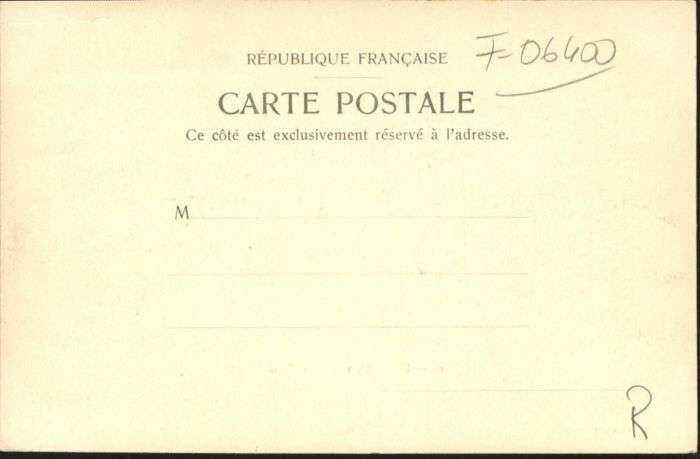 RÉPUBLIQUE FRANÇAISE
F-06400
CARTE POSTALE
Ce côté est exclusivement réservé à l'adresse.
M
R